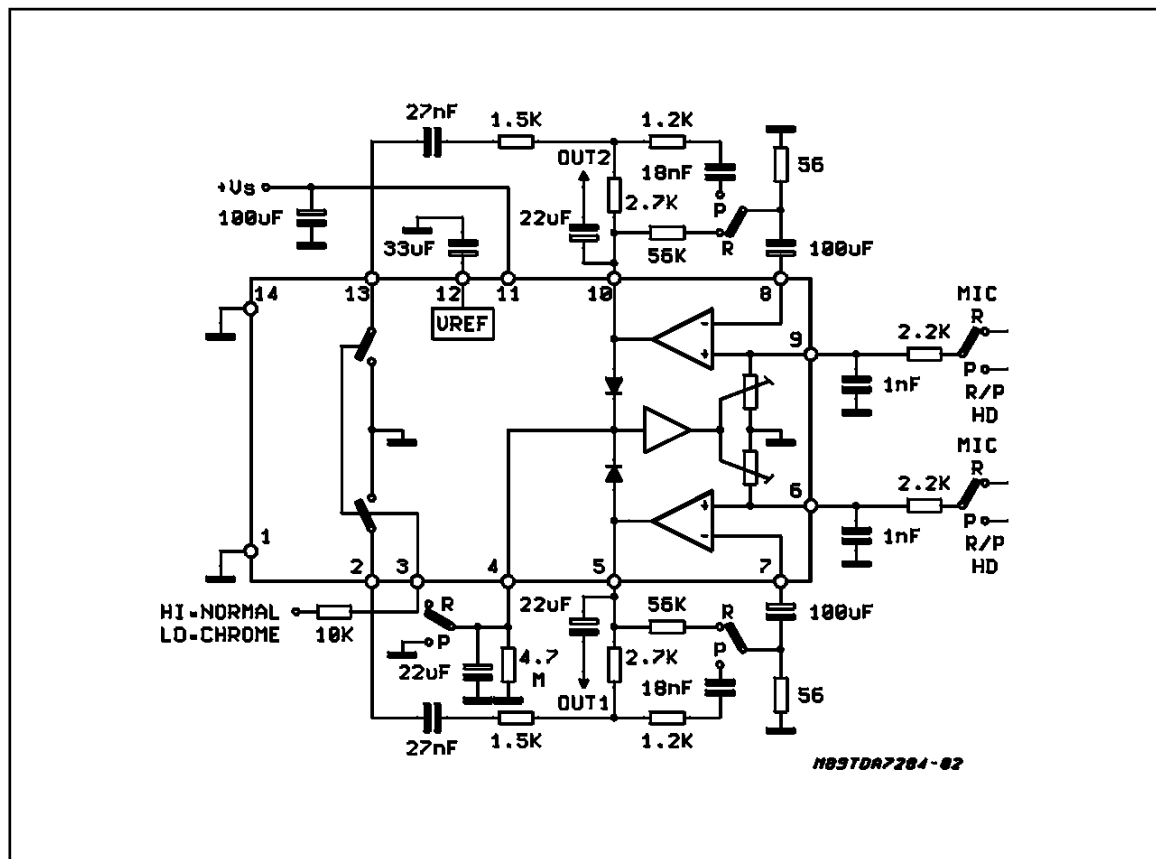 27nF
1.5K
1.2K
56
OUT2
18nF
+Vs
P
2.7K
100uF
22uF
33uF
56K
R
100uF
14
13
12
11
10
8
MIC
VREF
R
2.2K
9
-
+
P
1nF
R/P
HD
MIC
R
2.2K
6
+
-
P
1nF
R/P
HD
1
2
3
4
5
7
HI=NORMAL
LO=CHROME
10K
R
P
22uF
56K
R
100uF
22uF
4.7
M
2.7K
P
OUT1
18nF
56
27nF
1.5K
1.2K
M89TDA7284-02